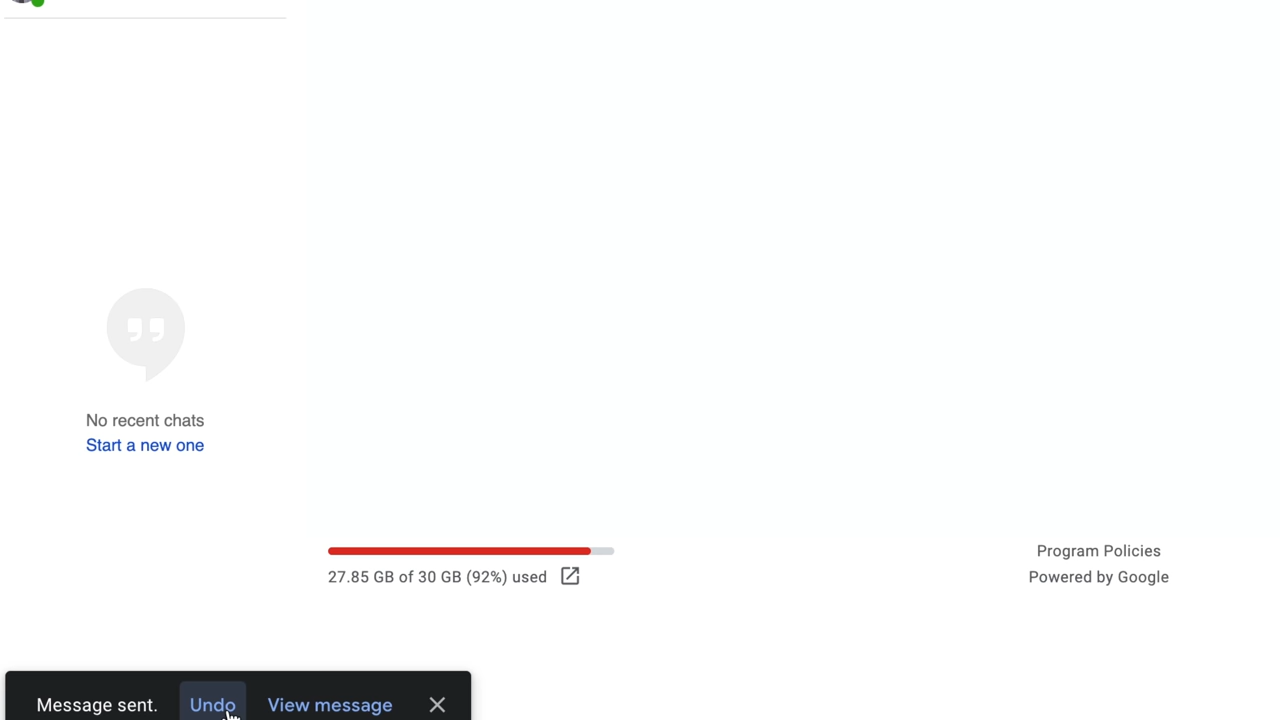 No recent chats
Start a new one
27.85 GB of 30 GB (92%) used
Program Policies
Powered by Google
Message sent. Undo View message